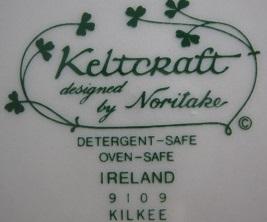 Keltcraft
designed
by Noritake
©
DETERGENT-SAFE
OVEN-SAFE
IRELAND
9109
KILKEE